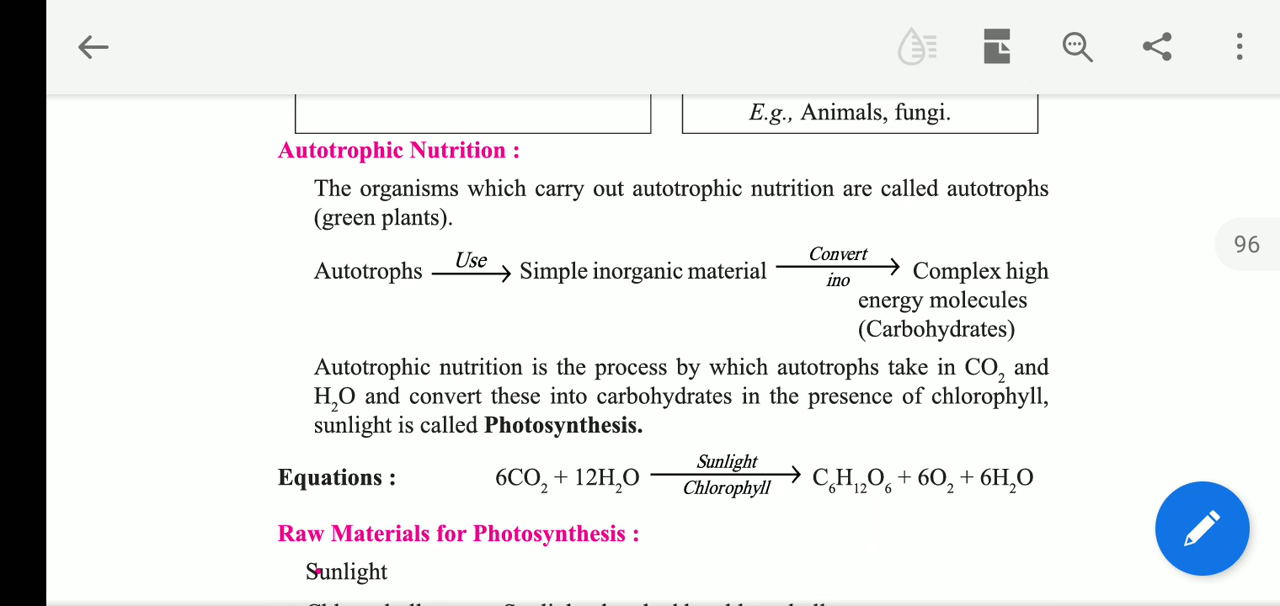 E.g., Animals, fungi.
Autotrophic Nutrition :
The organisms which carry out autotrophic nutrition are called autotrophs
(green plants).
96
Autotrophs Use → Simple inorganic material Convert ino → Complex high
energy molecules
(Carbohydrates)
Autotrophic nutrition is the process by which autotrophs take in CO₂ and
H₂O and convert these into carbohydrates in the presence of chlorophyll,
sunlight is called Photosynthesis.
Equations : 6CO₂ + 12H₂O Sunlight Chlorophyll → C₆H₁₂O₆ + 6O₂ + 6H₂O
Raw Materials for Photosynthesis :
Sunlight